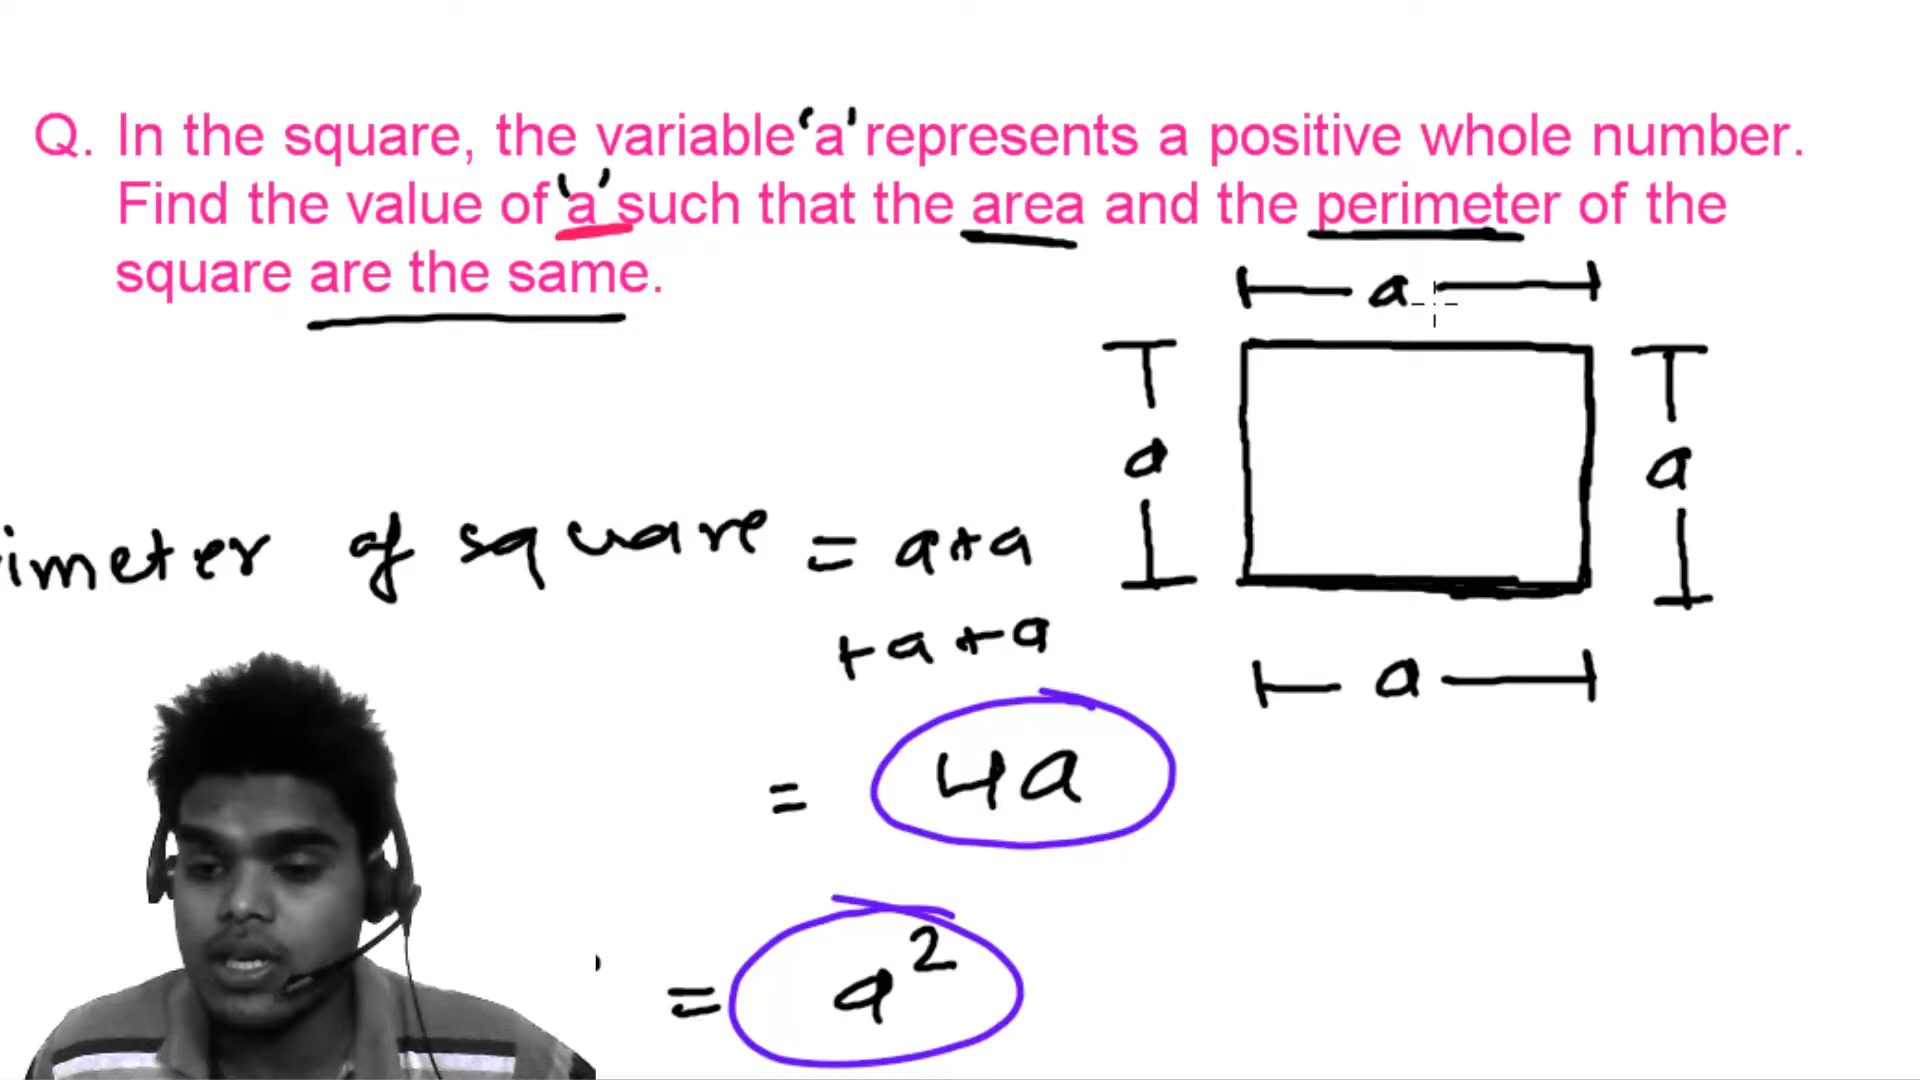 Q. In the square, the variable 'a' represents a positive whole number.
Find the value of 'a' such that the area and the perimeter of the
square are the same.
a
a
a
imeter of square = a+a
+a+a
a
= 4a
= a²